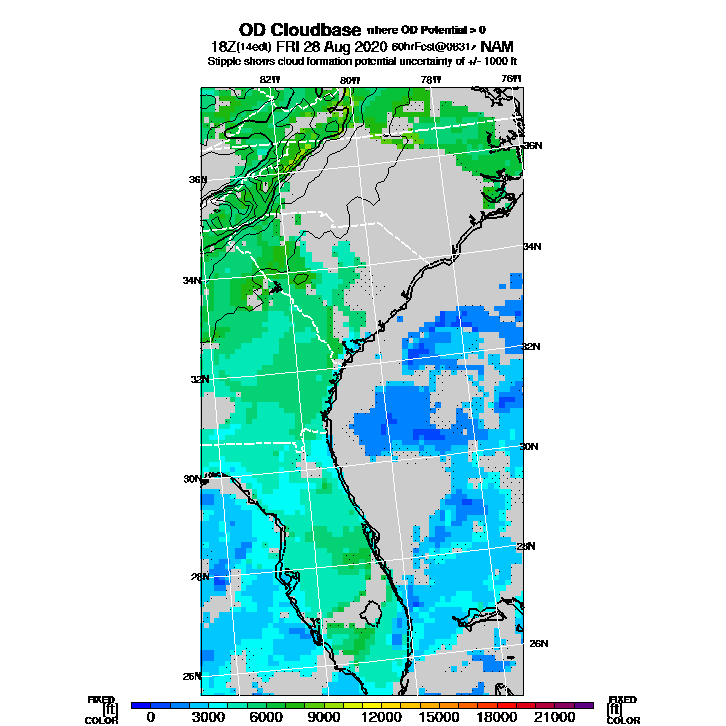 OD Cloudbase where OD Potential > 0
18Z(14edt) FRI 28 Aug 2020 60hrFcst@0631z NAM
Stipple shows cloud formation potential uncertainty of +/- 1000 ft
82W 80W 78W 76W
36N
36N
34N
34N
32N
32N
30N
30N
28N
28N
26N
26N
FIXED FIXED
[ft] [ft]
COLOR COLOR
0 3000 6000 9000 12000 15000 18000 21000